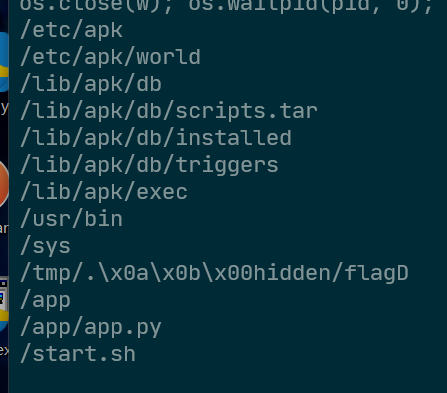 os.close(w); os.waitpid(pid, 0);
/etc/apk
/etc/apk/world
/lib/apk/db
/lib/apk/db/scripts.tar
/lib/apk/db/installed
/lib/apk/db/triggers
/lib/apk/exec
/usr/bin
/sys
/tmp/.\x0a\x0b\x00hidden/flagD
/app
/app/app.py
/start.sh